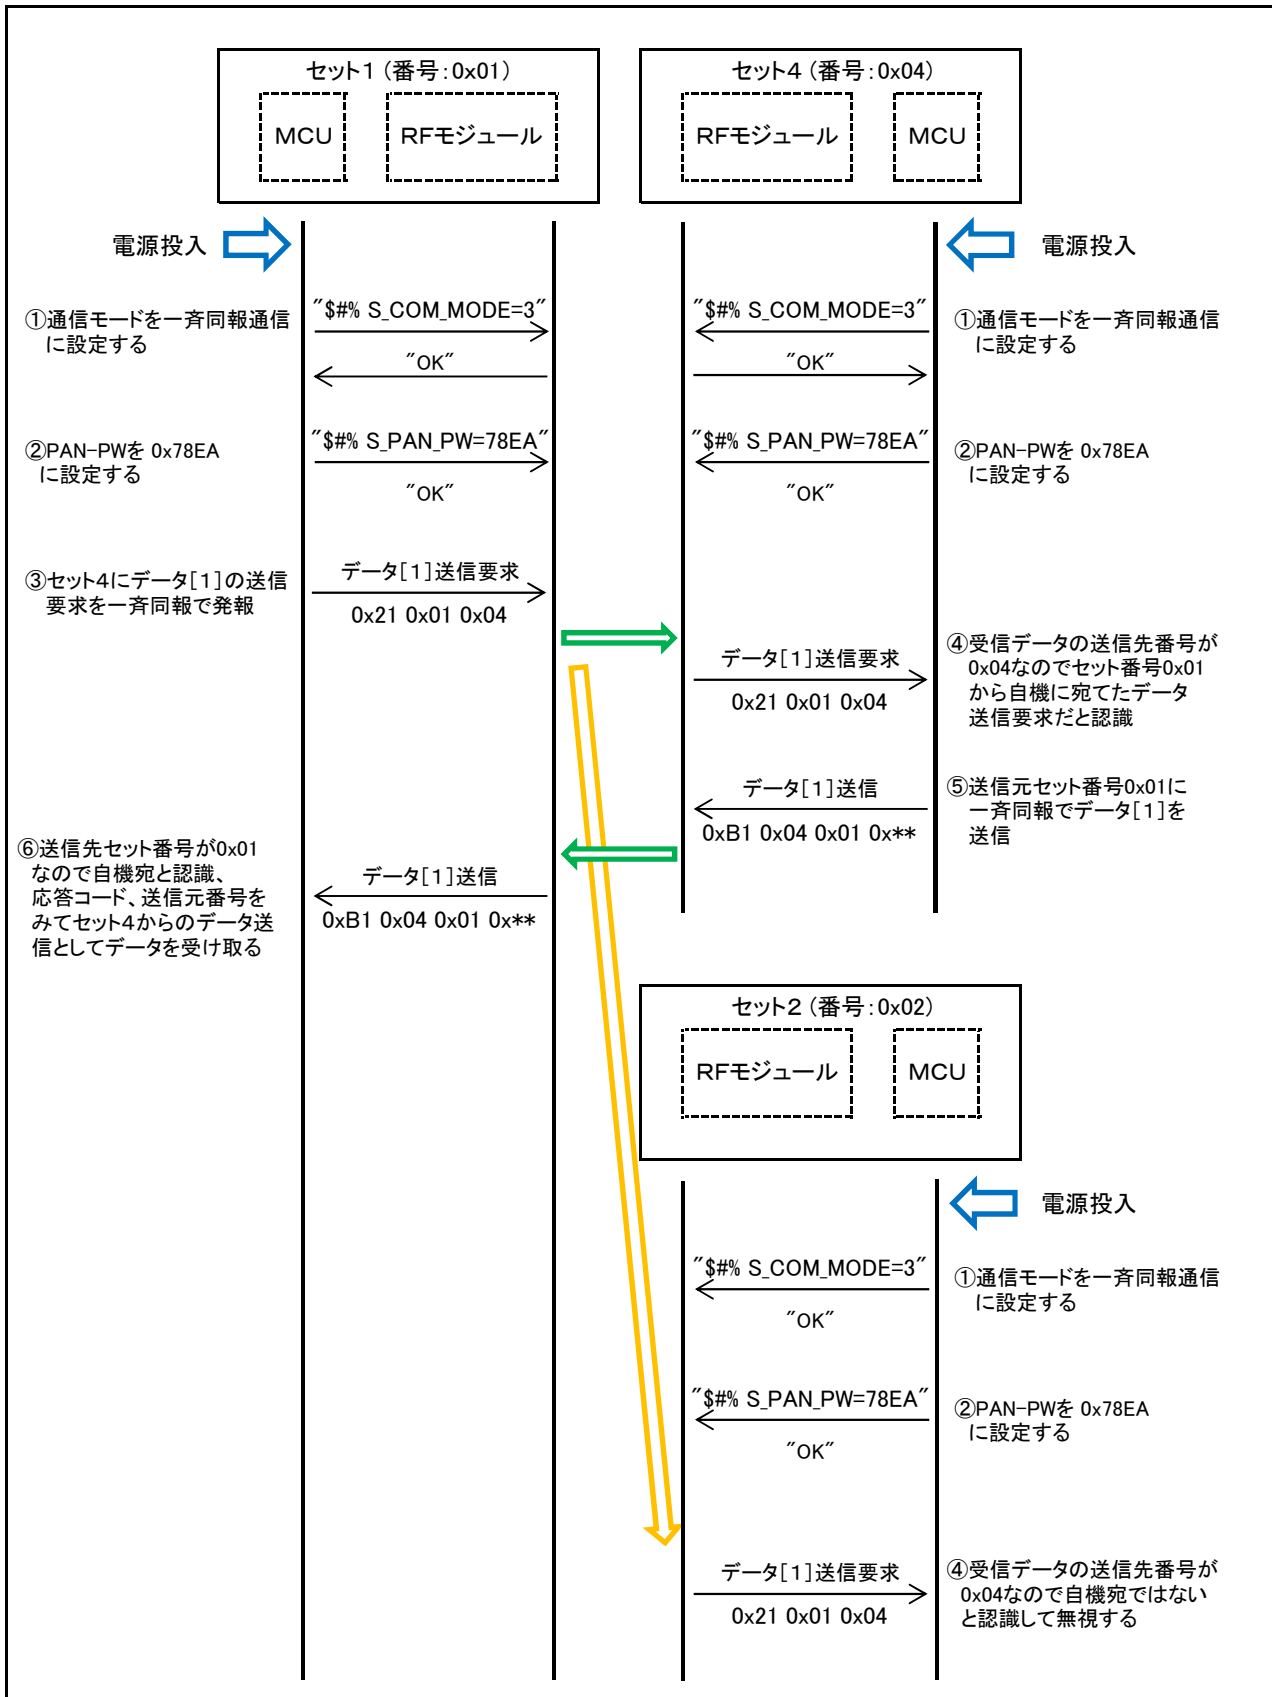 セット１（番号：0x01）
ＭＣＵ
ＲＦモジュール
セット４（番号：0x04）
ＲＦモジュール
ＭＣＵ
電源投入
電源投入
①通信モードを一斉同報通信
に設定する
"$#% S_COM_MODE=3"
"OK"
"$#% S_COM_MODE=3"
"OK"
①通信モードを一斉同報通信
に設定する
②PAN-PWを 0x78EA
に設定する
"$#% S_PAN_PW=78EA"
"OK"
"$#% S_PAN_PW=78EA"
"OK"
②PAN-PWを 0x78EA
に設定する
③セット4にデータ[1]の送信
要求を一斉同報で発報
データ[1]送信要求
0x21 0x01 0x04
データ[1]送信要求
0x21 0x01 0x04
④受信データの送信先番号が
0x04なのでセット番号0x01
から自機に宛てたデータ
送信要求だと認識
データ[1]送信
0xB1 0x04 0x01 0x**
⑤送信元セット番号0x01に
一斉同報でデータ[1]を
送信
⑥送信先セット番号が0x01
なので自機宛と認識、
応答コード、送信元番号を
みてセット4からのデータ送
信としてデータを受け取る
データ[1]送信
0xB1 0x04 0x01 0x**
セット２（番号：0x02）
ＲＦモジュール
ＭＣＵ
電源投入
"$#% S_COM_MODE=3"
"OK"
①通信モードを一斉同報通信
に設定する
"$#% S_PAN_PW=78EA"
"OK"
②PAN-PWを 0x78EA
に設定する
データ[1]送信要求
0x21 0x01 0x04
④受信データの送信先番号が
0x04なので自機宛ではない
と認識して無視する